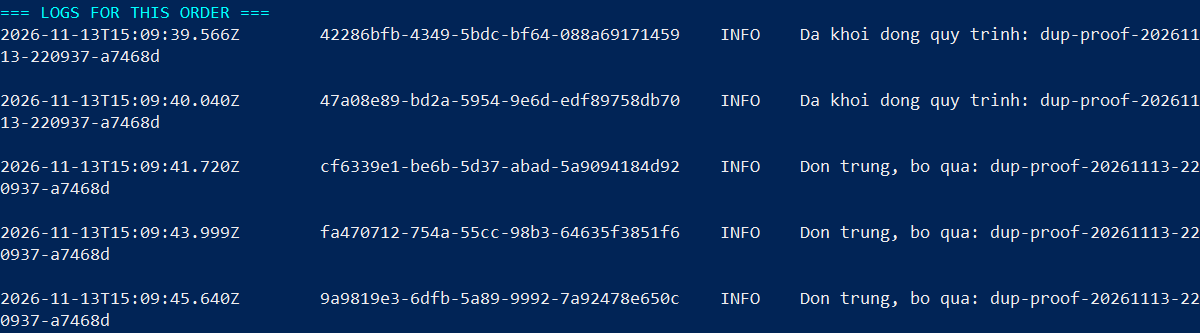 === LOGS FOR THIS ORDER ===
2026-11-13T15:09:39.566Z        42286bfb-4349-5bdc-bf64-088a69171459    INFO    Da khoi dong quy trinh: dup-proof-202611
13-220937-a7468d
2026-11-13T15:09:40.040Z        47a08e89-bd2a-5954-9e6d-edf89758db70    INFO    Da khoi dong quy trinh: dup-proof-202611
13-220937-a7468d
2026-11-13T15:09:41.720Z        cf6339e1-be6b-5d37-abad-5a9094184d92    INFO    Don trung, bo qua: dup-proof-20261113-22
0937-a7468d
2026-11-13T15:09:43.999Z        fa470712-754a-55cc-98b3-64635f3851f6    INFO    Don trung, bo qua: dup-proof-20261113-22
0937-a7468d
2026-11-13T15:09:45.640Z        9a9819e3-6dfb-5a89-9992-7a92478e650c    INFO    Don trung, bo qua: dup-proof-20261113-22
0937-a7468d